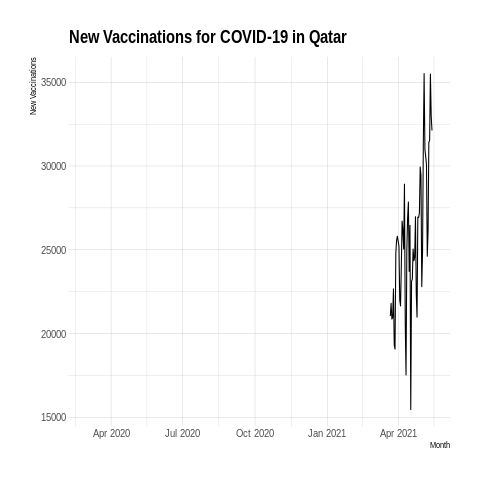 New Vaccinations for COVID-19 in Qatar
New Vaccinations
35000
30000
25000
20000
15000
Apr 2020 Jul 2020 Oct 2020 Jan 2021 Apr 2021
Month